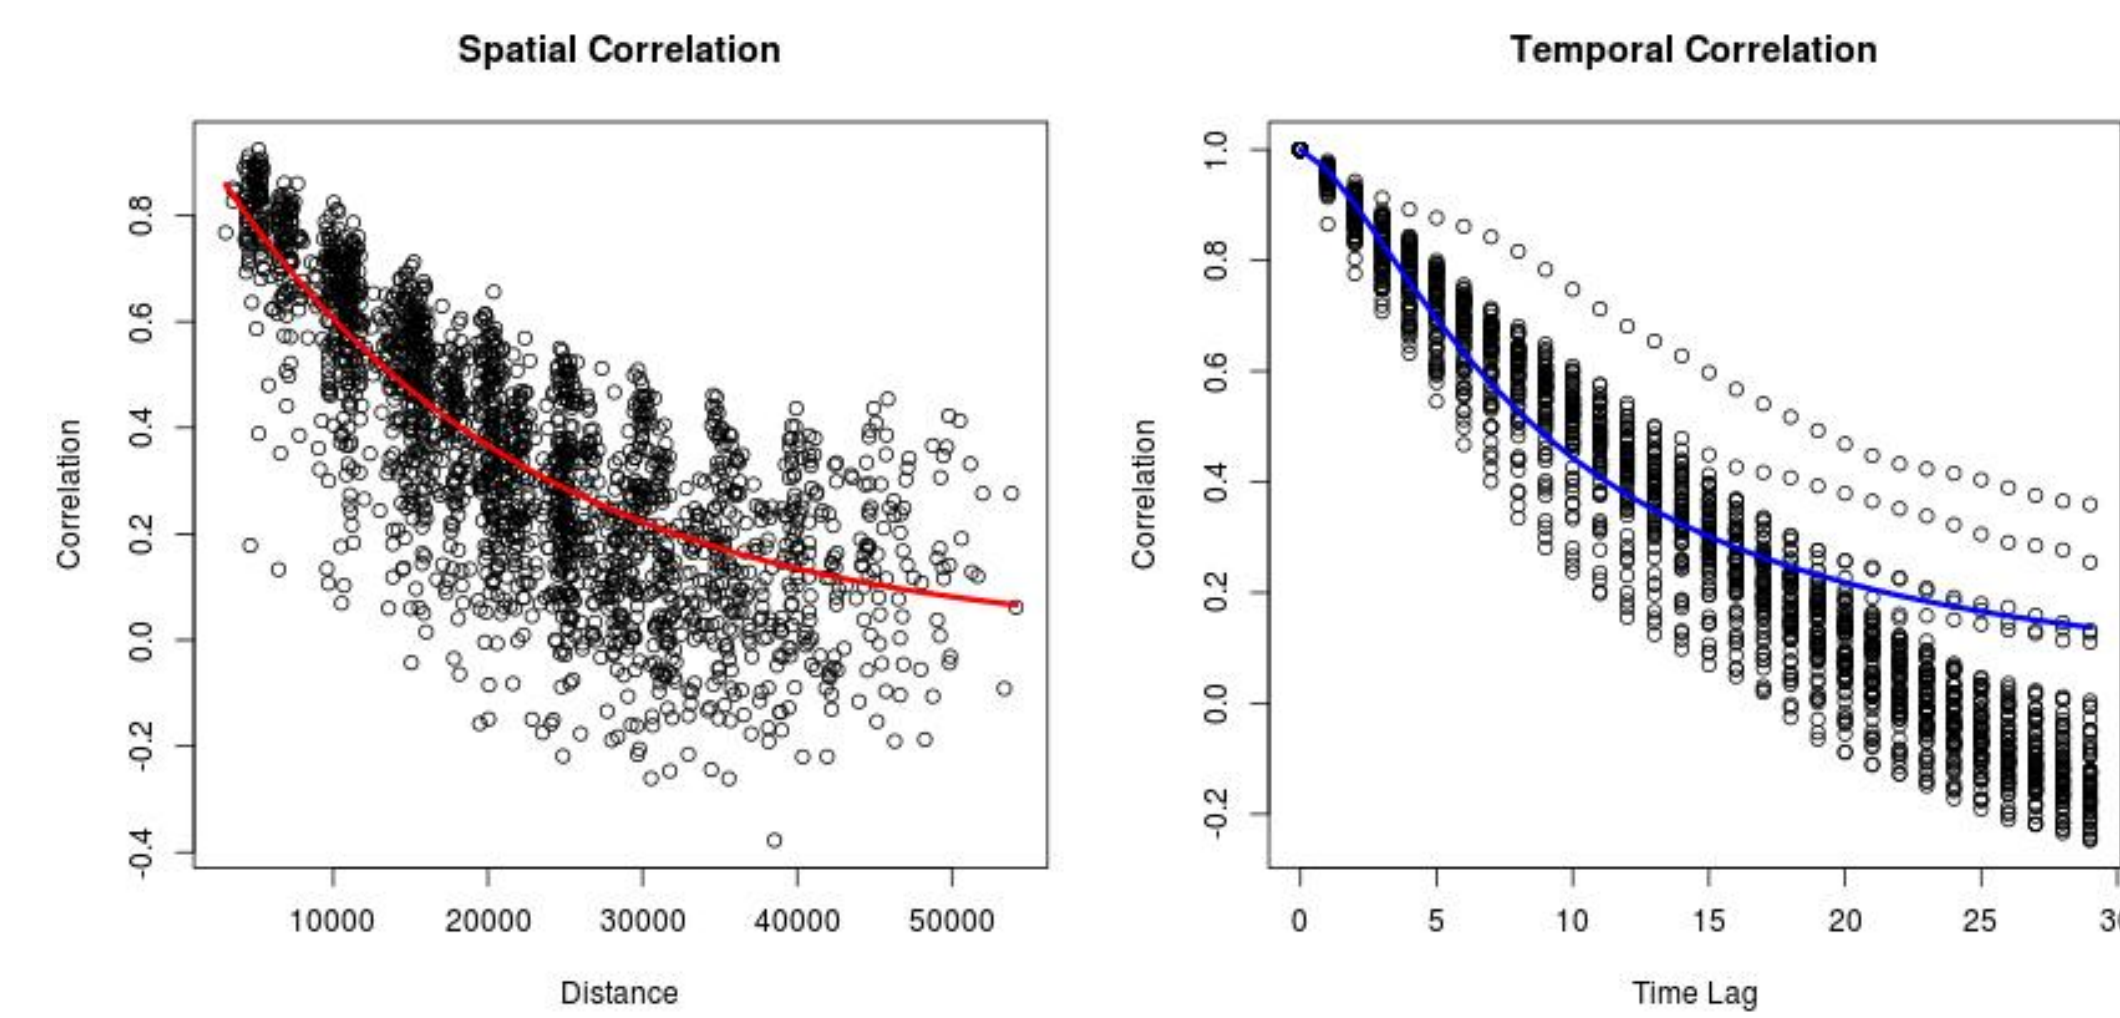 Spatial Correlation
Correlation
0.8
0.6
0.4
0.2
0.0
-0.2
-0.4
10000 20000 30000 40000 50000
Distance
Temporal Correlation
Correlation
1.0
0.8
0.6
0.4
0.2
0.0
-0.2
0 5 10 15 20 25
Time Lag